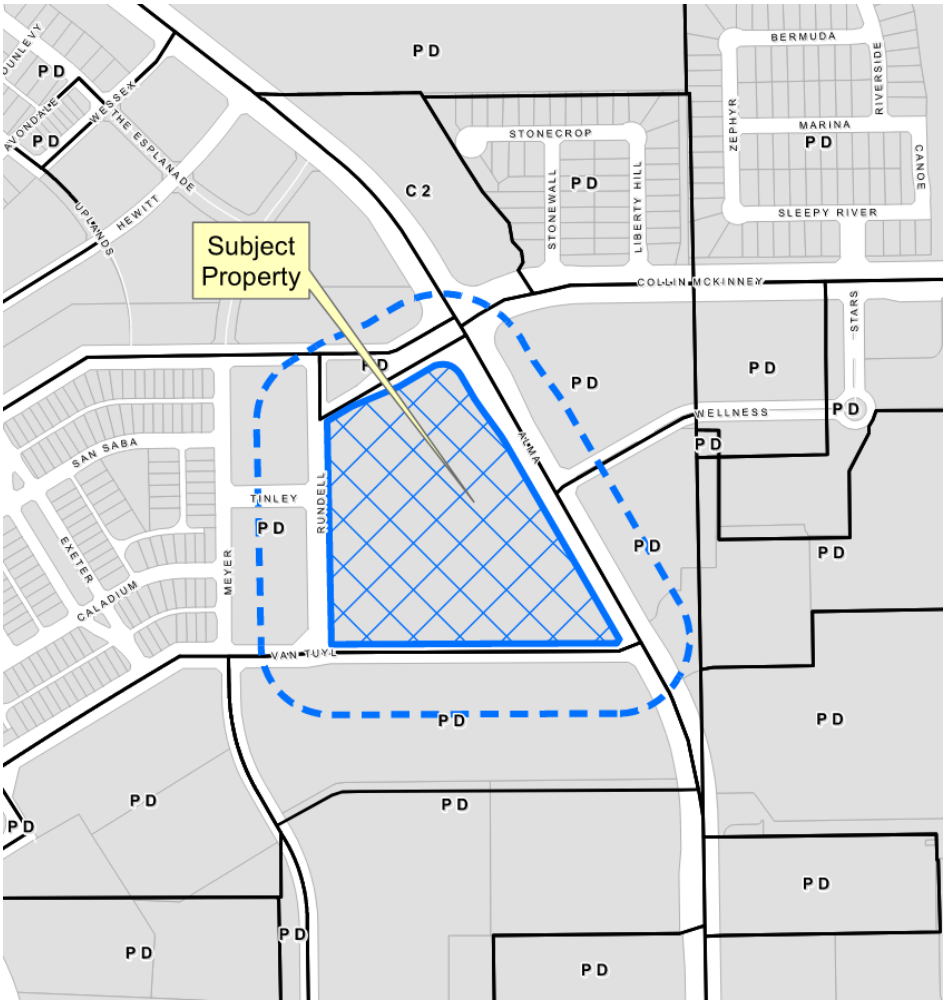 PD
DUNLEVY
PD
AVONDALE
WESSEX
PD
THE ESPLANADE
HEWITT
UPLANDS
C 2
STONECROP
PD
STONEWALL
LIBERTY HILL
BERMUDA
RIVERSIDE
ZEPHYR
MARINA
PD
CANOE
SLEEPY RIVER
Subject
Property
COLLIN MCKINNEY
STARS
PD
PD
PD
WELLNESS
PD
PD
ALMA
SAN SABA
TINLEY
RUNDELL
PD
EXETER
MEYER
CALADIUM
PD
PD
VAN TUYL
PD
PD
PD
PD
PD
PD
PD
PD
PD